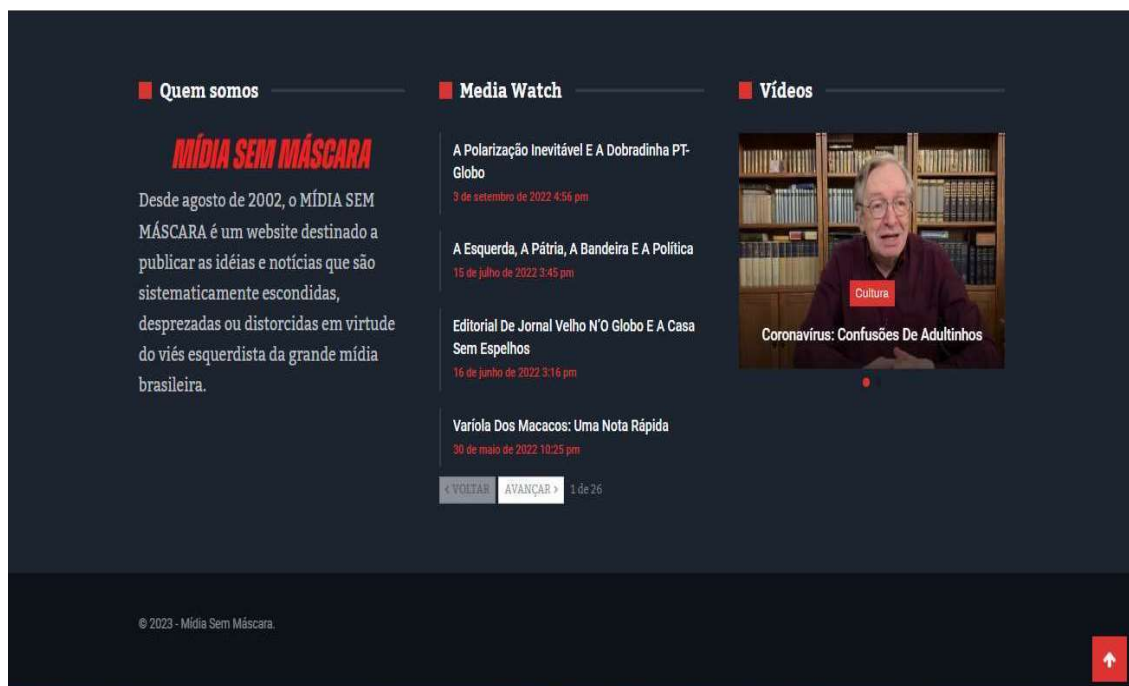 Quem somos
MÍDIA SEM MÁSCARA
Desde agosto de 2002, o MÍDIA SEM
MÁSCARA é um website destinado a
publicar as idéias e notícias que são
sistematicamente escondidas,
desprezadas ou distorcidas em virtude
do viés esquerdista da grande mídia
brasileira.
Media Watch
A Polarização Inevitável E A Dobradinha PT-
Globo
3 de setembro de 2022 4:56 pm
A Esquerda, A Pátria, A Bandeira E A Política
15 de julho de 2022 3:45 pm
Editorial De Jornal Velho N'O Globo E A Casa
Sem Espelhos
16 de junho de 2022 3:16 pm
Varíola Dos Macacos: Uma Nota Rápida
30 de maio de 2022 10:25 pm
< VOLTAR AVANÇAR > 1 de 26
Vídeos
Cultura
Coronavírus: Confusões De Adultinhos
© 2023 - Mídia Sem Máscara.